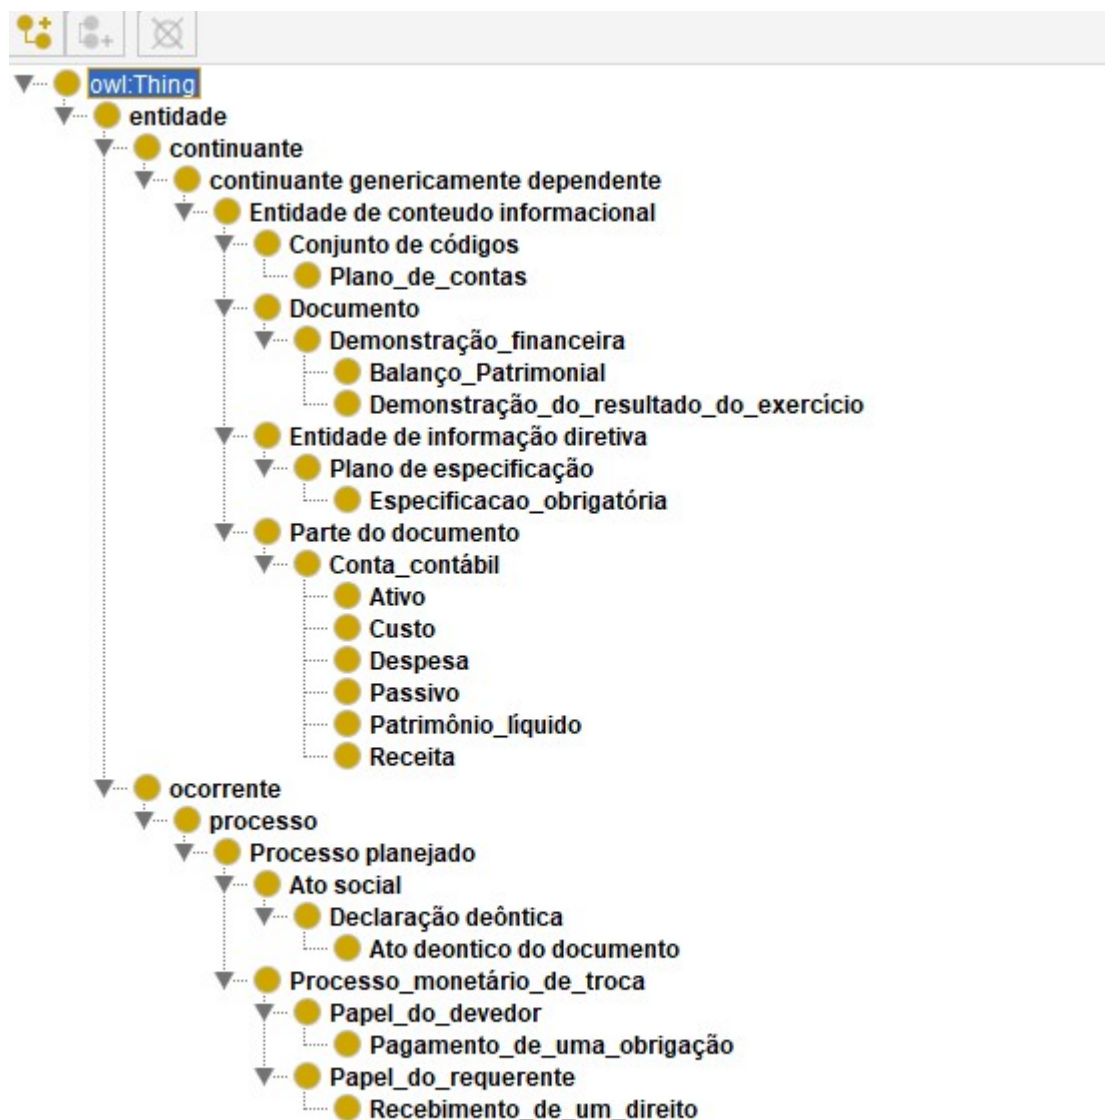 owl:Thing
entidade
continuante
continuante genericamente dependente
Entidade de conteudo informacional
Conjunto de códigos
Plano_de_contas
Documento
Demonstração_financeira
Balanço_Patrimonial
Demonstração_do_resultado_do_exercício
Entidade de informação diretiva
Plano de especificação
Especificacao_obrigatória
Parte do documento
Conta_contábil
Ativo
Custo
Despesa
Passivo
Patrimônio_líquido
Receita
ocorrente
processo
Processo planejado
Ato social
Declaração deôntica
Ato deontico do documento
Processo_monetário_de_troca
Papel_do_devedor
Pagamento_de_uma_obrigação
Papel_do_requerente
Recebimento_de_um_direito